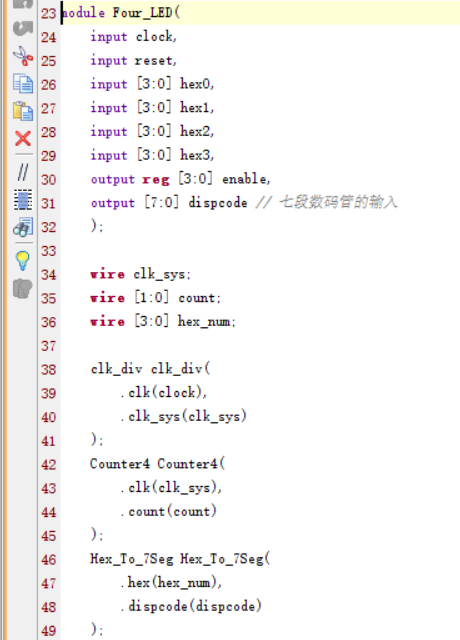 23 module Four_LED(
24 input clock,
25 input reset,
26 input [3:0] hex0,
27 input [3:0] hex1,
28 input [3:0] hex2,
29 input [3:0] hex3,
30 output reg [3:0] enable,
31 output [7:0] dispcode // 七段数码管的输入
32 );
33
34 wire clk_sys;
35 wire [1:0] count;
36 wire [3:0] hex_num;
37
38 clk_div clk_div(
39 .clk(clock),
40 .clk_sys(clk_sys)
41 );
42 Counter4 Counter4(
43 .clk(clk_sys),
44 .count(count)
45 );
46 Hex_To_7Seg Hex_To_7Seg(
47 .hex(hex_num),
48 .dispcode(dispcode)
49 );